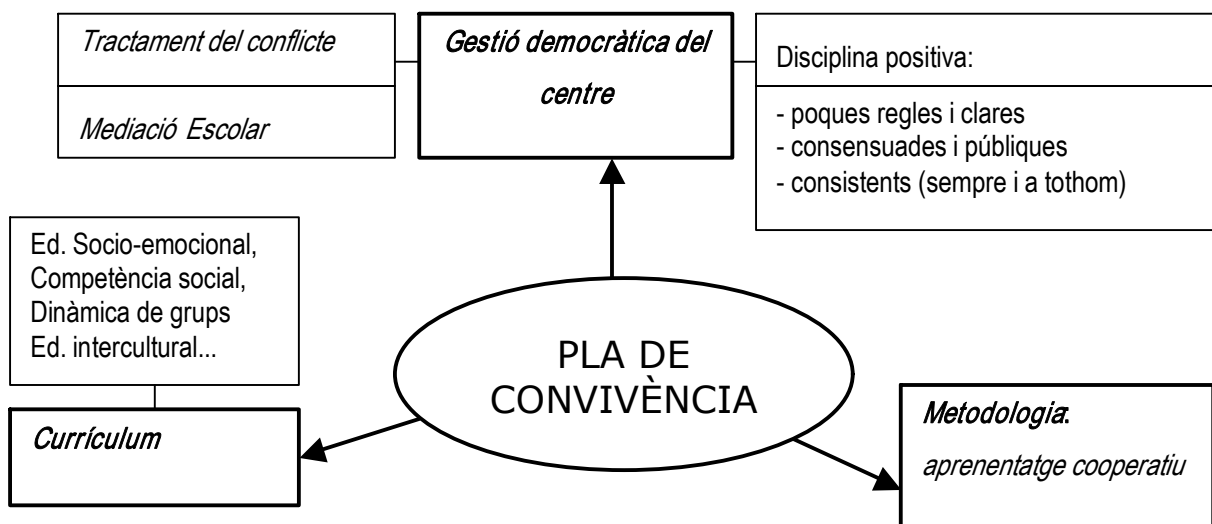 Tractament del conflicte
Mediació Escolar
Gestió democràtica del
centre
Disciplina positiva:
- poques regles i clares
- consensuades i públiques
- consistents (sempre i a tothom)
Ed. Socio-emocional,
Competència social,
Dinàmica de grups
Ed. intercultural...
Currículum
PLA DE
CONVIVÈNCIA
Metodologia:
aprenentatge cooperatiu